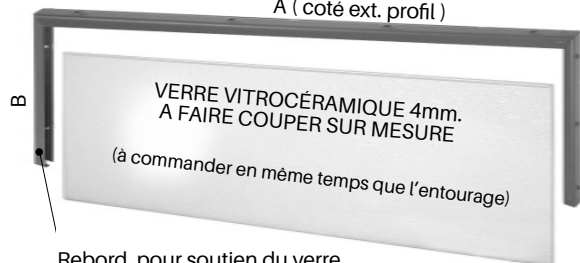 A ( coté ext. profil )
B
VERRE VITROCÉRAMIQUE 4mm.
A FAIRE COUPER SUR MESURE
(à commander en même temps que l'entourage)
Rebord pour soutien du verre